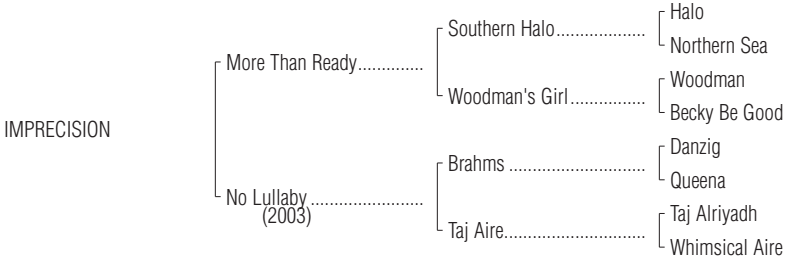 Halo
Southern Halo....................
Northern Sea
More Than Ready..............
Woodman
Woodman's Girl................
Becky Be Good
IMPRECISION
Danzig
Brahms .............................
Queena
No Lullaby ........................
(2003)
Taj Alriyadh
Taj Aire..............................
Whimsical Aire